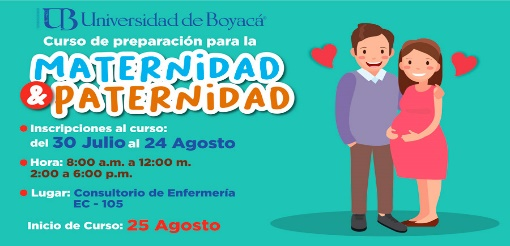 UB Universidad de Boyacá
Curso de preparación para la
MATERNIDAD
& PATERNIDAD
Inscripciones al curso:
del 30 Julio al 24 Agosto
Hora: 8:00 a.m. a 12:00 m.
2:00 a 6:00 p.m.
Lugar: Consultorio de Enfermería
EC - 105
Inicio de Curso: 25 Agosto